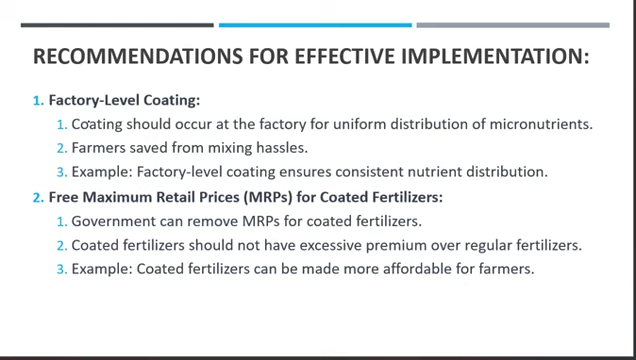 RECOMMENDATIONS FOR EFFECTIVE IMPLEMENTATION:
1. Factory-Level Coating:
1. Coating should occur at the factory for uniform distribution of micronutrients.
2. Farmers saved from mixing hassles.
3. Example: Factory-level coating ensures consistent nutrient distribution.
2. Free Maximum Retail Prices (MRPs) for Coated Fertilizers:
1. Government can remove MRPs for coated fertilizers.
2. Coated fertilizers should not have excessive premium over regular fertilizers.
3. Example: Coated fertilizers can be made more affordable for farmers.